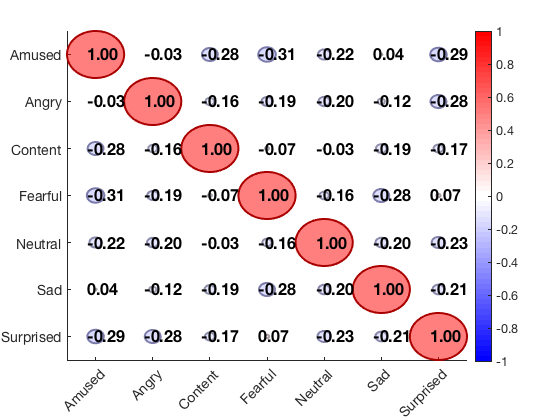 Amused 1.00 -0.03 -0.28 -0.31 -0.22 0.04 -0.29
Angry -0.03 1.00 -0.16 -0.19 -0.20 -0.12 -0.28
Content -0.28 -0.16 1.00 -0.07 -0.03 -0.19 -0.17
Fearful -0.31 -0.19 -0.07 1.00 -0.16 -0.28 0.07
Neutral -0.22 -0.20 -0.03 -0.16 1.00 -0.20 -0.23
Sad 0.04 -0.12 -0.19 -0.28 -0.20 1.00 -0.21
Surprised -0.29 -0.28 -0.17 0.07 -0.23 -0.21 1.00
Amused Angry Content Fearful Neutral Sad Surprised
1
0.8
0.6
0.4
0.2
0
-0.2
-0.4
-0.6
-0.8
-1